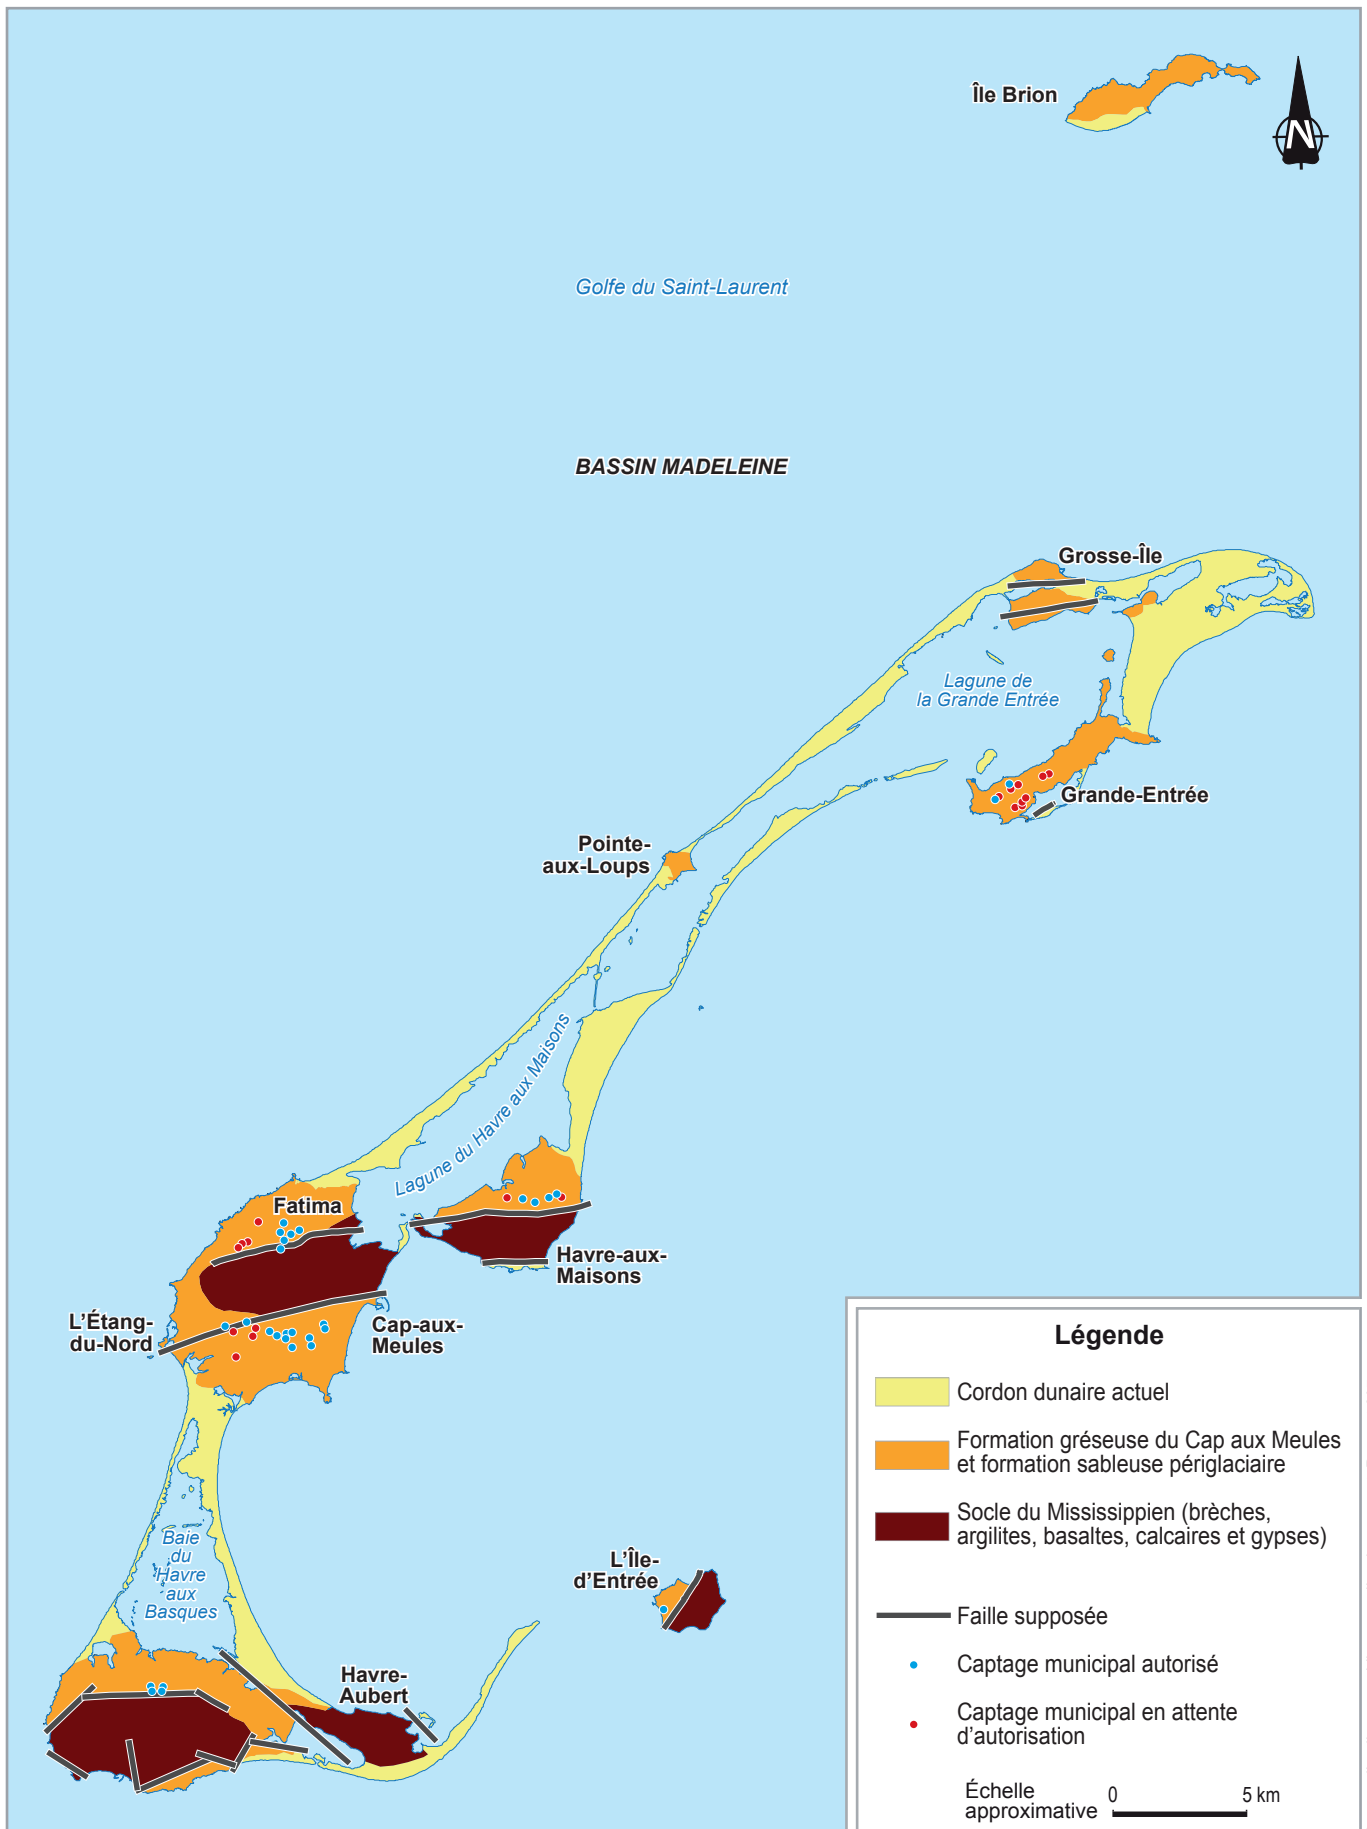 Île Brion
N
Golfe du Saint-Laurent
BASSIN MADELEINE
Grosse-Île
Lagune de
la Grande Entrée
Grande-Entrée
Pointe-
aux-Loups
Lagune du Havre aux Maisons
Fatima
Havre-aux-
Maisons
L'Étang-
du-Nord
Cap-aux-
Meules
Baie
du
Havre
aux
Basques
L'Île-
d'Entrée
Havre-
Aubert
Légende
Cordon dunaire actuel
Formation gréseuse du Cap aux Meules
et formation sableuse périglaciaire
Socle du Mississippien (brèches,
argilites, basaltes, calcaires et gypses)
Faille supposée
Captage municipal autorisé
Captage municipal en attente
d'autorisation
Échelle
approximative
0 5 km